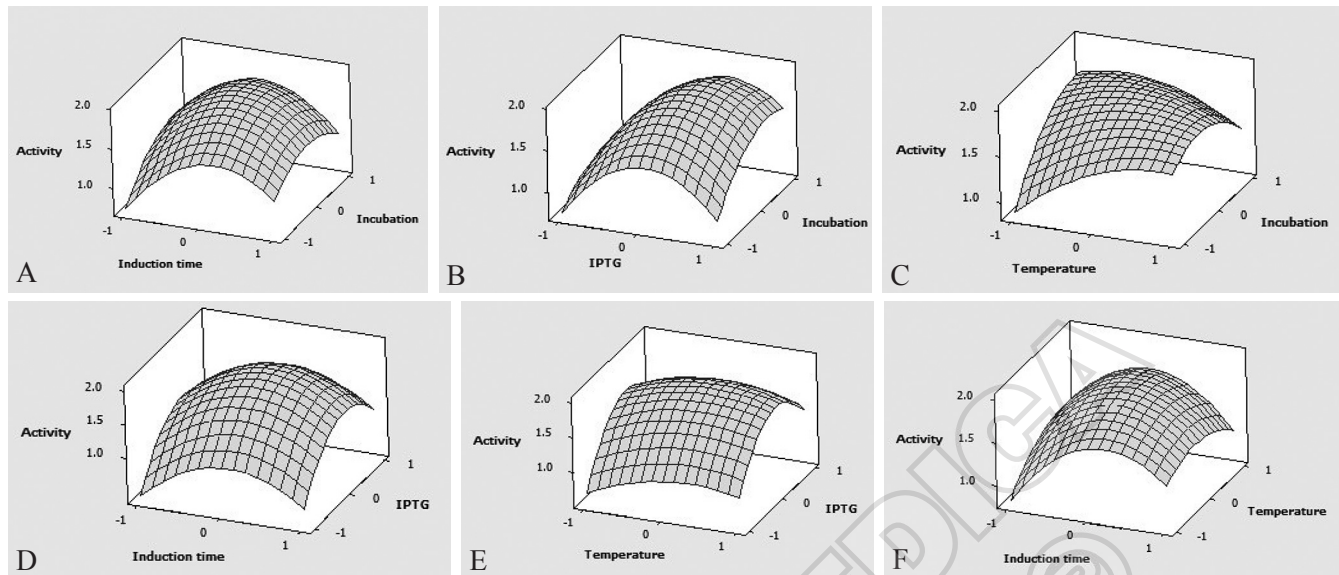 2.0
Activity 1.5
1.0
-1 0 1
Induction time
-1 0 1
Incubation
A
2.0
Activity 1.5
1.0
-1 0 1
IPTG
-1 0 1
Incubation
B
2.0
Activity
1.5
1.0
-1 0 1
Temperature
-1 0 1
Incubation
C
2.0
1.5
Activity
1.0
-1 0 1
Induction time
-1 0 1
IPTG
D
2.0
Activity 1.5
1.0
-1 0 1
Temperature
-1 0 1
IPTG
E
2.0
Activity 1.5
1.0
-1 0 1
Induction time
-1 0 1
Temperature
F
EDICA
®